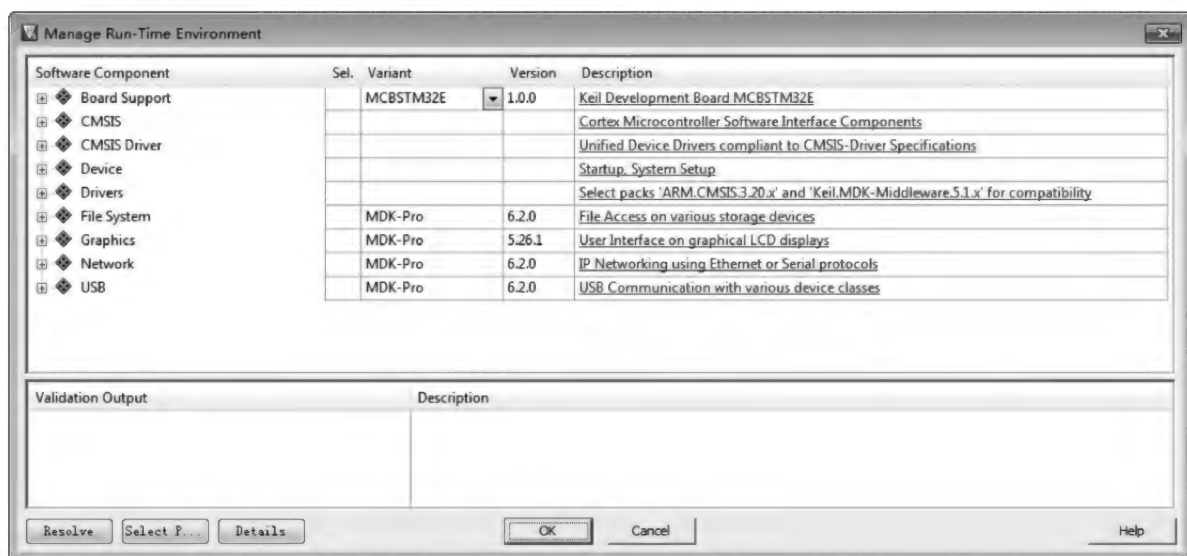 Manage Run-Time Environment
Software Component Sel. Variant Version Description
Board Support MCBSTM32E 1.0.0 Keil Development Board MCBSTM32E
CMSIS Cortex Microcontroller Software Interface Components
CMSIS Driver Unified Device Drivers compliant to CMSIS-Driver Specifications
Device Startup, System Setup
Drivers Select packs 'ARM.CMSIS.3.20.x' and 'Keil.MDK-Middleware.5.1.x' for compatibility
File System MDK-Pro 6.2.0 File Access on various storage devices
Graphics MDK-Pro 5.26.1 User Interface on graphical LCD displays
Network MDK-Pro 6.2.0 IP Networking using Ethernet or Serial protocols
USB MDK-Pro 6.2.0 USB Communication with various device classes
Validation Output Description
Resolve Select P... Details OK Cancel Help